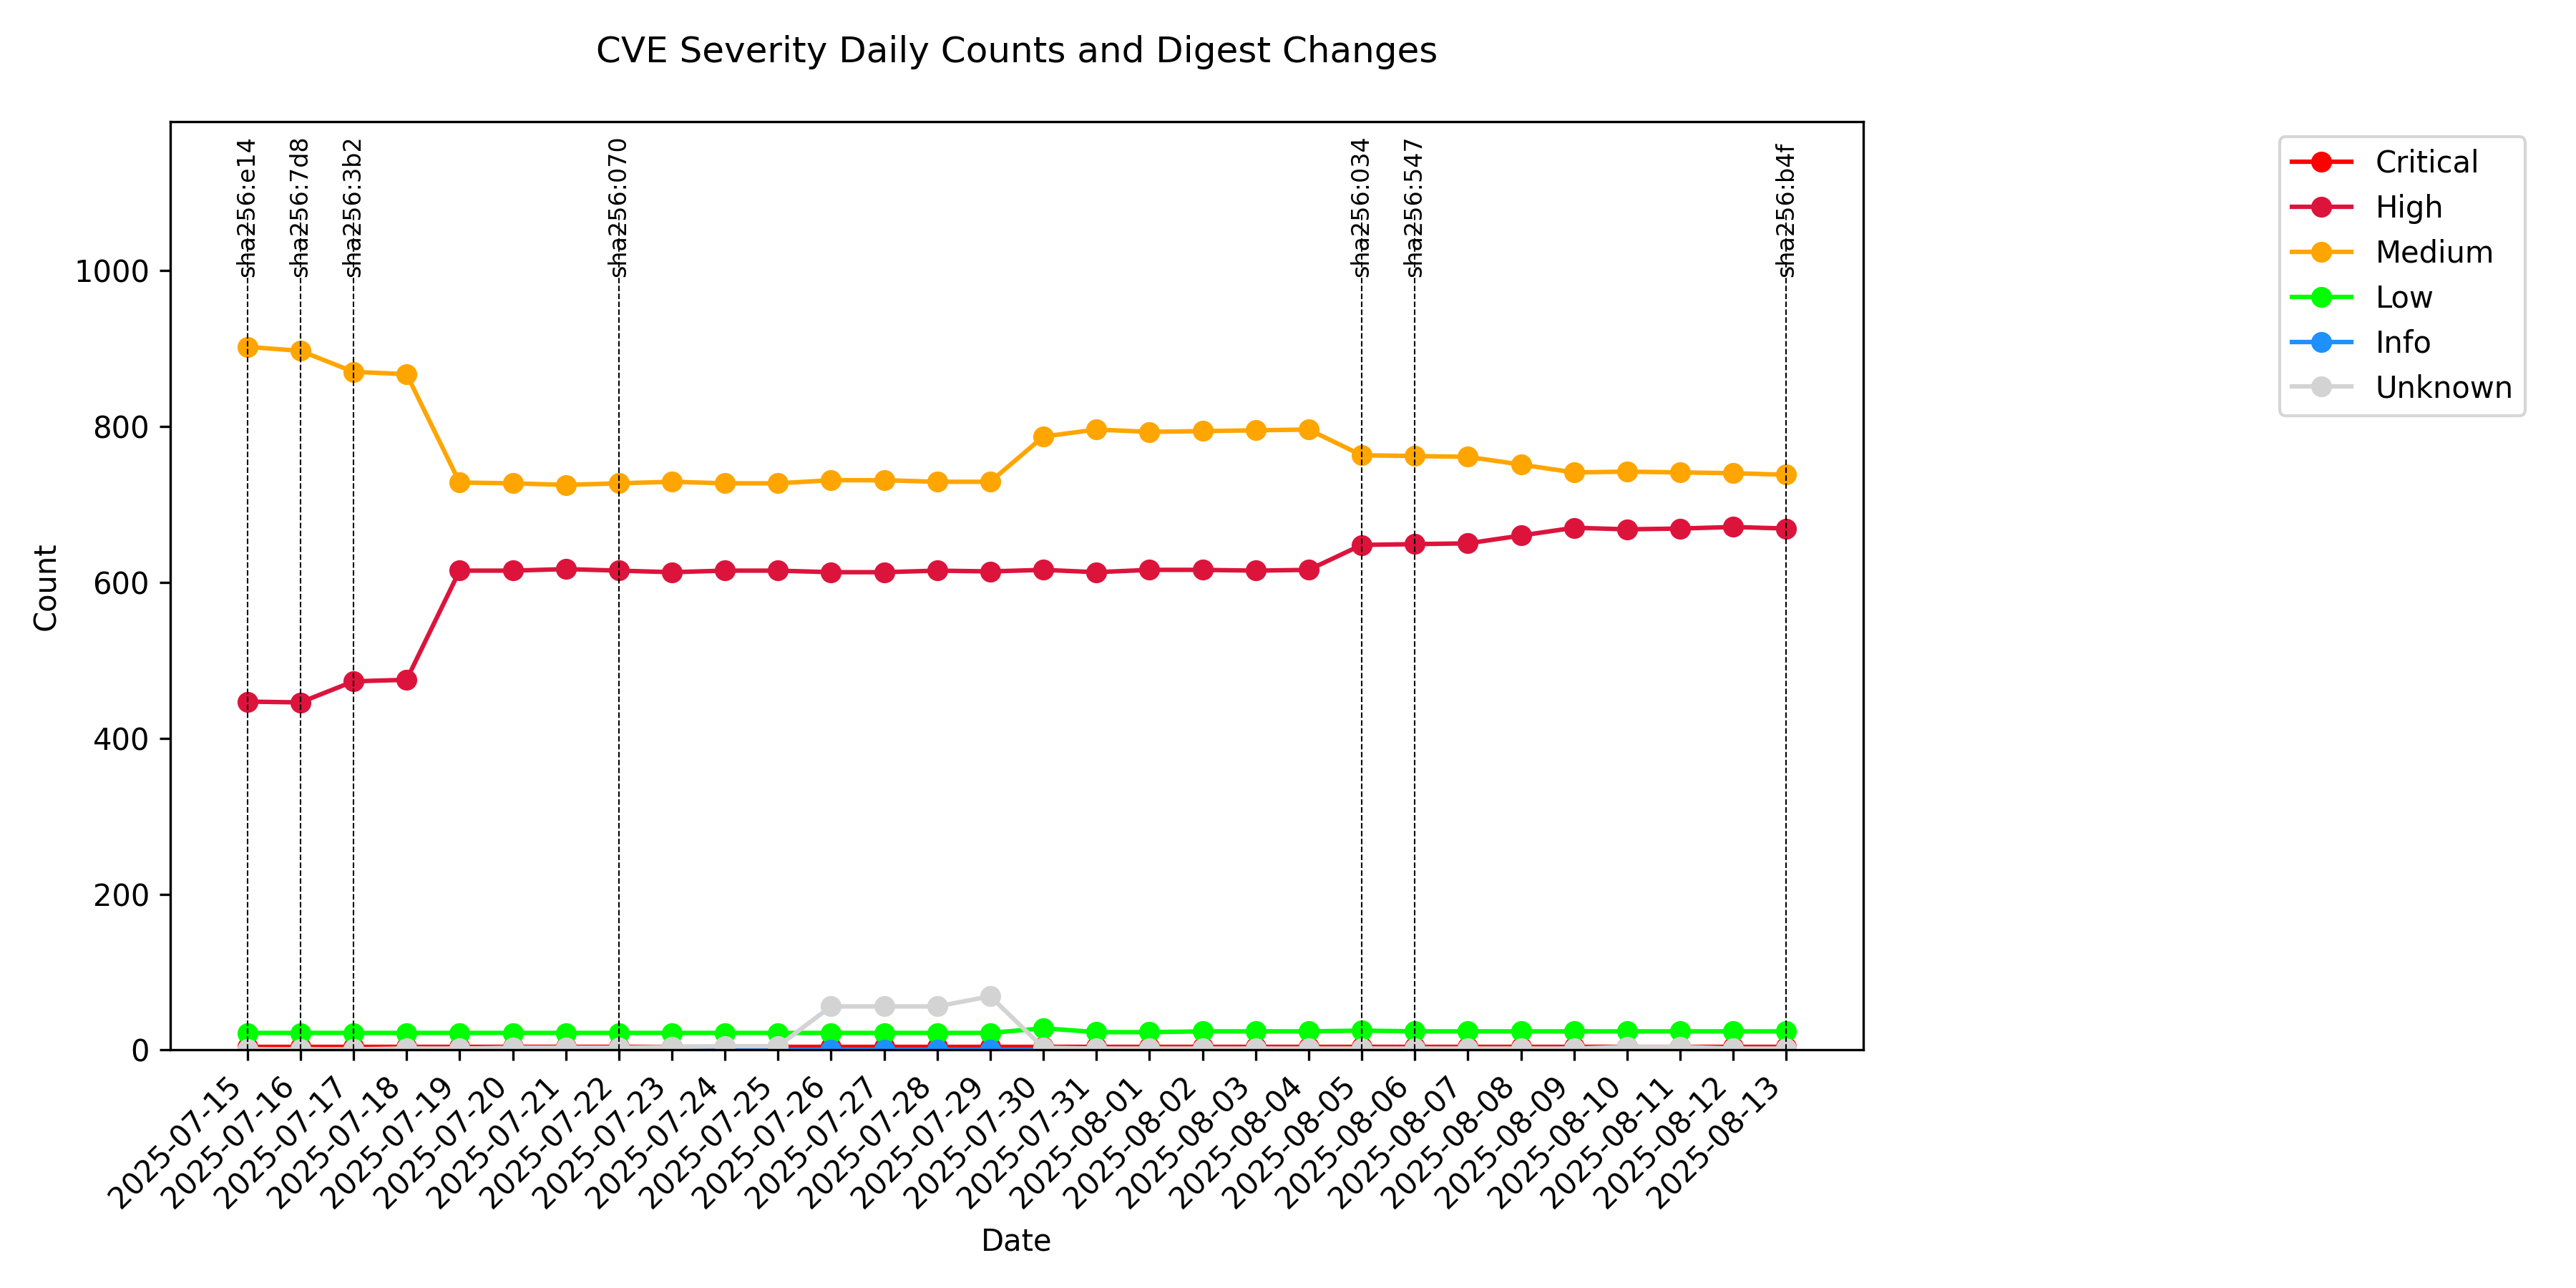 CVE Severity Daily Counts and Digest Changes
sha256:e14
sha256:7d8
sha256:3b2
sha256:070
sha256:034
sha256:547
sha256:b4f
Critical
High
Medium
Low
Info
Unknown
1000
800
600
400
200
0
Count
2025-07-15
2025-07-16
2025-07-17
2025-07-18
2025-07-19
2025-07-20
2025-07-21
2025-07-22
2025-07-23
2025-07-24
2025-07-25
2025-07-26
2025-07-27
2025-07-28
2025-07-29
2025-07-30
2025-07-31
2025-08-01
2025-08-02
2025-08-03
2025-08-04
2025-08-05
2025-08-06
2025-08-07
2025-08-08
2025-08-09
2025-08-10
2025-08-11
2025-08-12
2025-08-13
Date